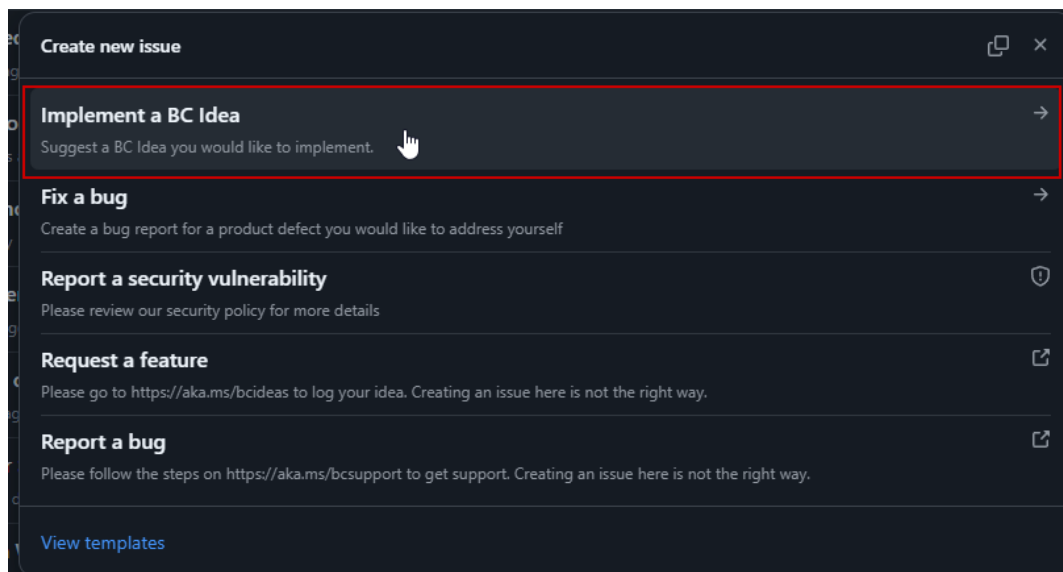 Create new issue
Implement a BC Idea
Suggest a BC Idea you would like to implement.
Fix a bug
Create a bug report for a product defect you would like to address yourself
Report a security vulnerability
Please review our security policy for more details
Request a feature
Please go to https://aka.ms/bcideas to log your idea. Creating an issue here is not the right way.
Report a bug
Please follow the steps on https://aka.ms/bcsupport to get support. Creating an issue here is not the right way.
View templates